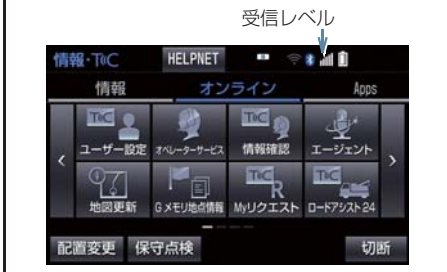 受信レベル
情報・TiC HELPNET
情報 オンライン Apps
ユーザー設定 オペレーターサービス 情報確認 エージェント
地図更新 Gメモリ地点情報 Myリクエスト ロードアシスト24
配置変更 保守点検 切断